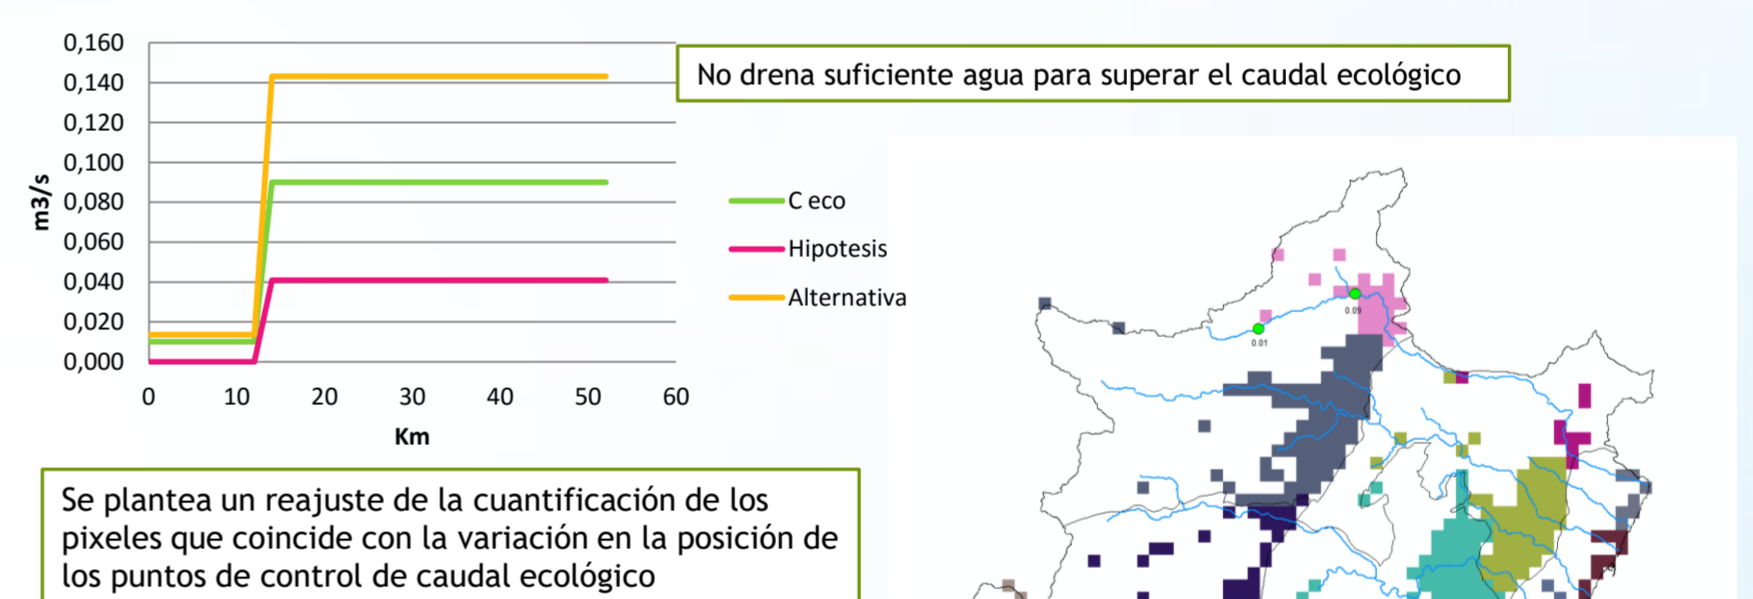 0,160
0,140
0,120
0,100
0,080
0,060
0,040
0,020
0,000
m3/s
0 10 20 30 40 50 60
Km
C eco
Hipotesis
Alternativa
No drena suficiente agua para superar el caudal ecológico
0.09
0.01
Se plantea un reajuste de la cuantificación de los
pixeles que coincide con la variación en la posición de
los puntos de control de caudal ecológico